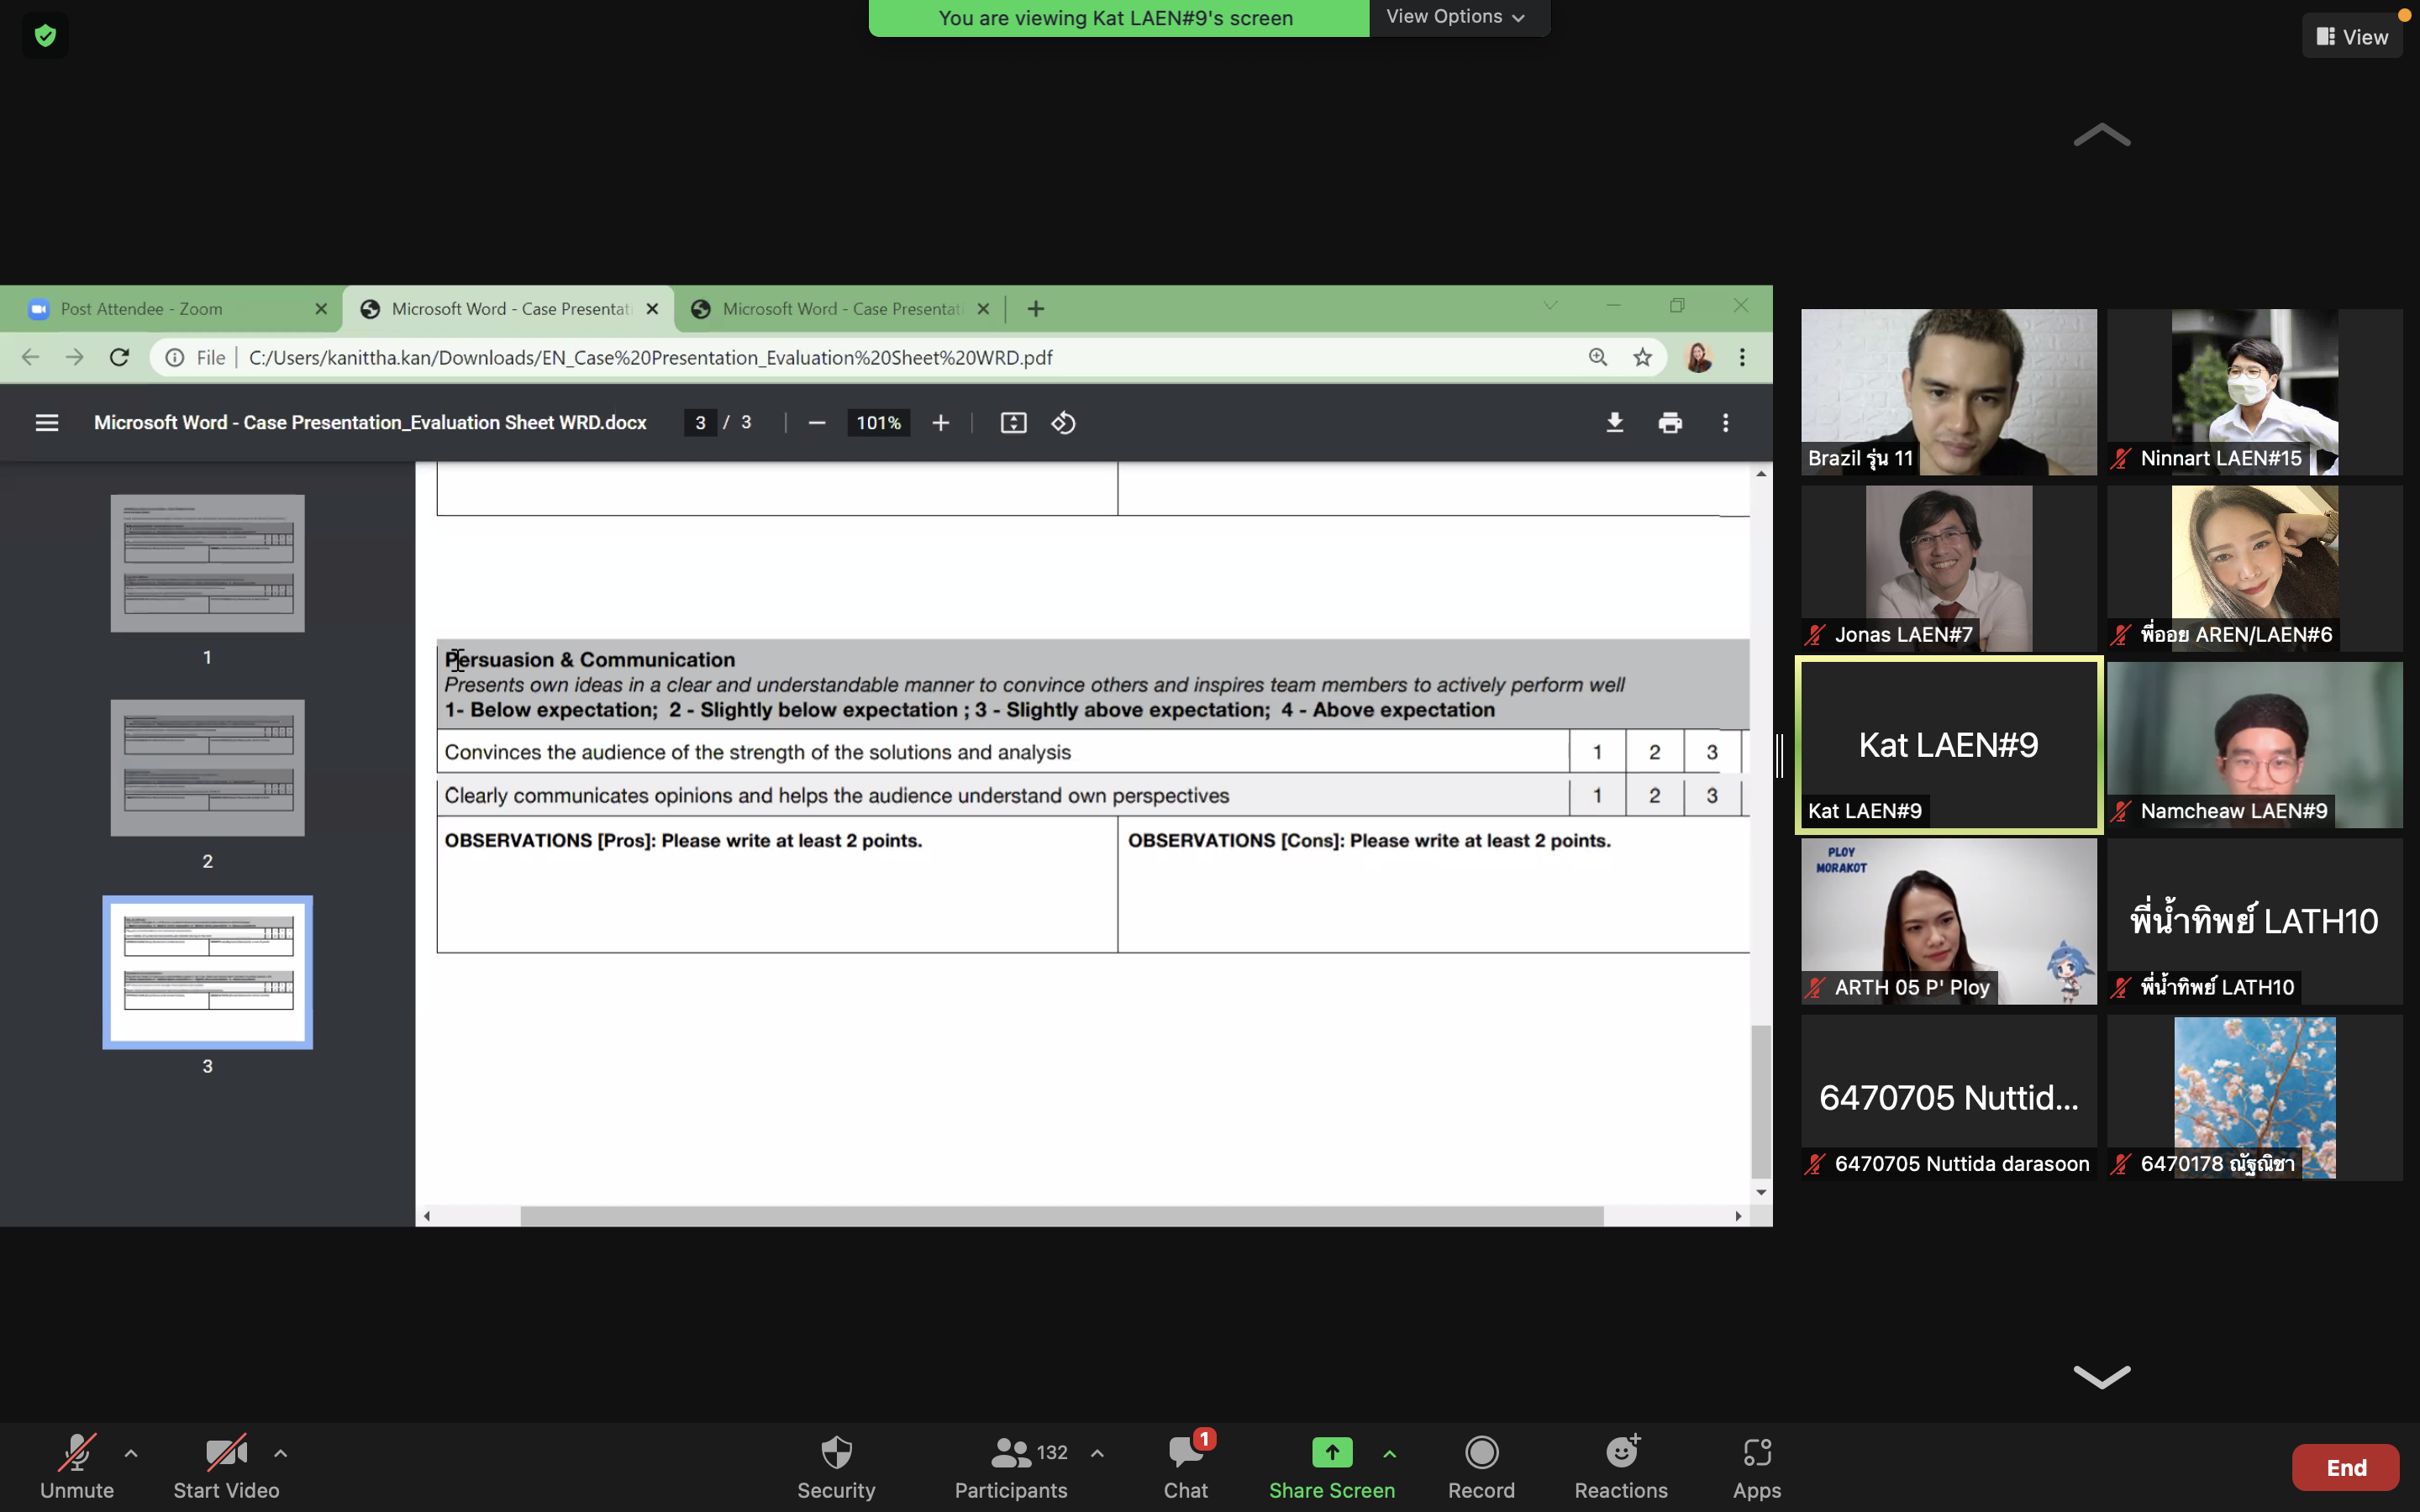 You are viewing Kat LAEN#9's screen
View Options
View
Post Attendee - Zoom
Microsoft Word - Case Presentati
Microsoft Word - Case Presentati
File
C:/Users/kanittha.kan/Downloads/EN_Case%20Presentation_Evaluation%20Sheet%20WRD.pdf
Microsoft Word - Case Presentation_Evaluation Sheet WRD.docx
3 / 3
101%
1
2
3
Persuasion & Communication
Presents own ideas in a clear and understandable manner to convince others and inspires team members to actively perform well
1- Below expectation; 2 - Slightly below expectation ; 3 - Slightly above expectation; 4 - Above expectation
Convinces the audience of the strength of the solutions and analysis 1 2 3
Clearly communicates opinions and helps the audience understand own perspectives 1 2 3
OBSERVATIONS [Pros]: Please write at least 2 points.
OBSERVATIONS [Cons]: Please write at least 2 points.
Brazil รุ่น 11
Ninnart LAEN#15
Jonas LAEN#7
พี่ออย AREN/LAEN#6
Kat LAEN#9
Kat LAEN#9
Namcheaw LAEN#9
PLOY
MORAKOT
ARTH 05 P' Ploy
พี่น้ำทิพย์ LATH10
พี่น้ำทิพย์ LATH10
6470705 Nuttid...
6470705 Nuttida darasoon
6470178 ณัฐณิชา
Unmute
Start Video
Security
132
Participants
1
Chat
Share Screen
Record
Reactions
Apps
End